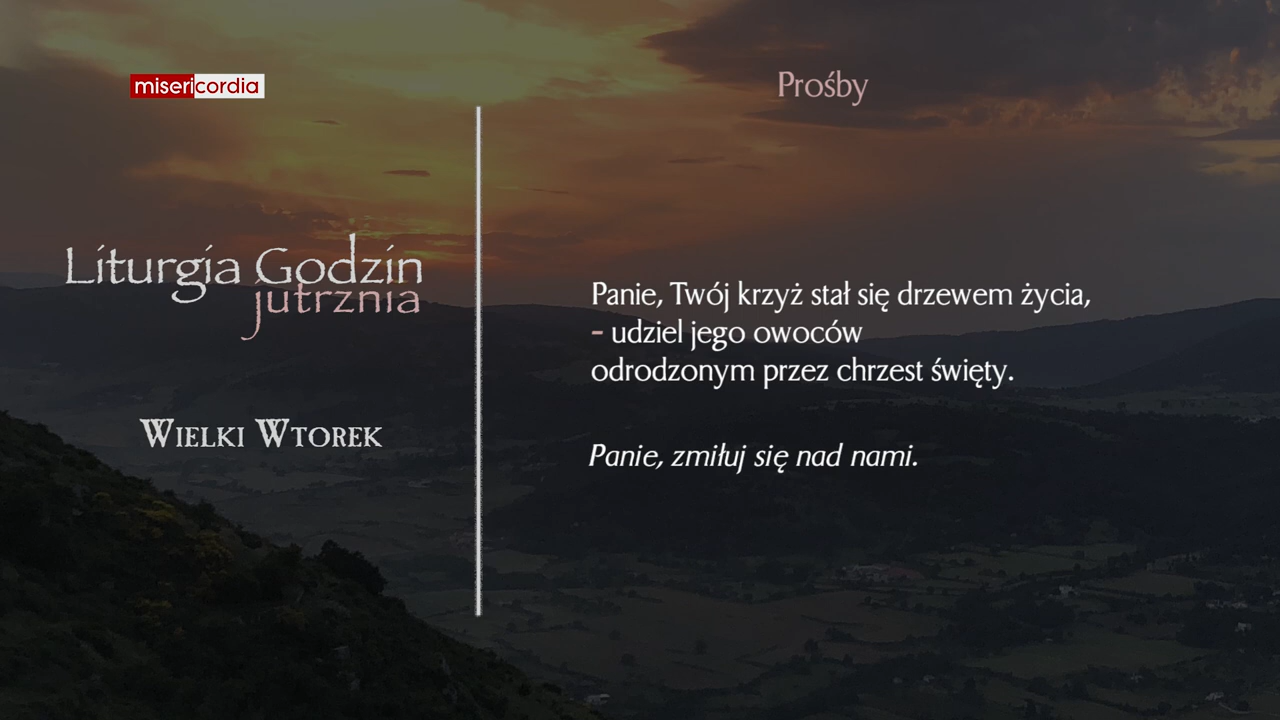 misericordia
Liturgia Godzin
jutrznia
Wielki Wtorek
Prośby
Panie, Twój krzyż stał się drzewem życia,
- udziel jego owoców
odrodzonym przez chrzest święty.
Panie, zmiłuj się nad nami.